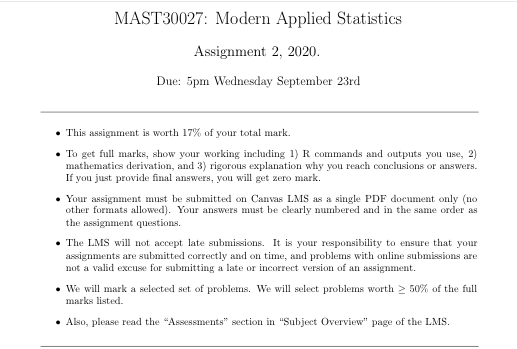 MAST30027: Modern Applied Statistics
Assignment 2, 2020.
Due: 5pm Wednesday September 23rd
• This assignment is worth 17% of your total mark.
• To get full marks, show your working including 1) R commands and outputs you use, 2)
mathematics derivation, and 3) rigorous explanation why you reach conclusions or answers.
If you just provide final answers, you will get zero mark.
• Your assignment must be submitted on Canvas LMS as a single PDF document only (no
other formats allowed). Your answers must be clearly numbered and in the same order as
the assignment questions.
• The LMS will not accept late submissions. It is your responsibility to ensure that your
assignments are submitted correctly and on time, and problems with online submissions are
not a valid excuse for submitting a late or incorrect version of an assignment.
• We will mark a selected set of problems. We will select problems worth ≥ 50% of the full
marks listed.
• Also, please read the “Assessments” section in “Subject Overview” page of the LMS.